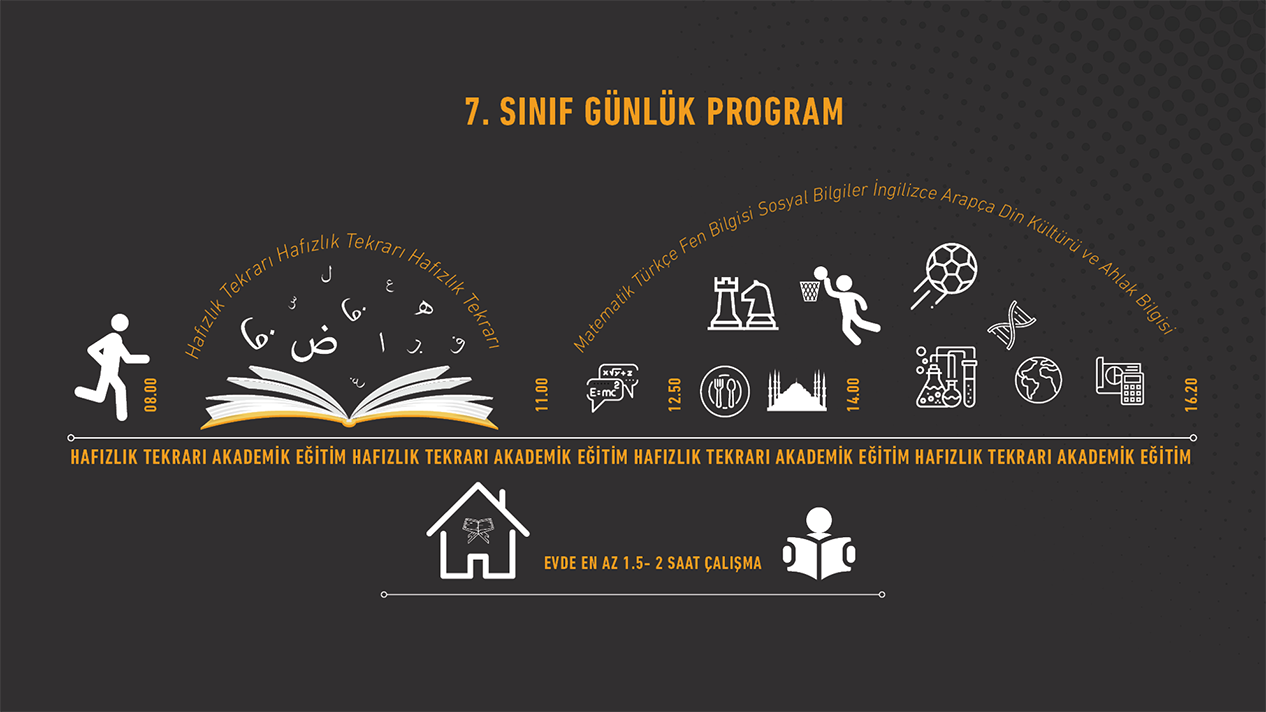 7. SINIF GÜNLÜK PROGRAM
Hafızlık Tekrarı Hafızlık Tekrarı Hafızlık Tekrarı
Matematik Türkçe Fen Bilgisi Sosyal Bilgiler İngilizce Arapça Din Kültürü ve Ahlak Bilgisi
ل
ع
ه
ض
ا
و
08.00
11.00
x√y+z
E=mc²
12.50
14.00
16.20
HAFIZLIK TEKRARI AKADEMİK EĞİTİM HAFIZLIK TEKRARI AKADEMİK EĞİTİM HAFIZLIK TEKRARI AKADEMİK EĞİTİM HAFIZLIK TEKRARI AKADEMİK EĞİTİM
EVDE EN AZ 1.5- 2 SAAT ÇALIŞMA